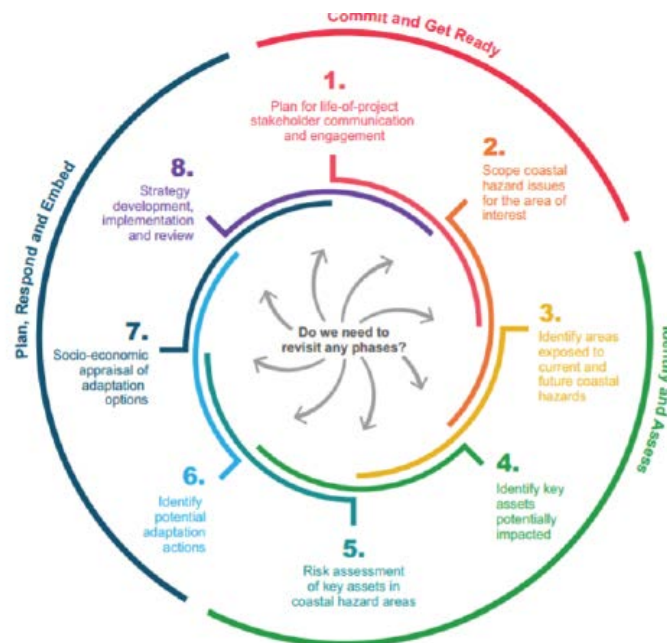 Commit and Get Ready
1.
Plan for life-of-project
stakeholder communication
and engagement
2.
Scope coastal
hazard issues
for the area of
interest
3.
Identify areas
exposed to
current and
future coastal
hazards
4.
Identify key
assets
potentially
impacted
5.
Risk assessment
of key assets in
coastal hazard areas
6.
Identify
potential
adaptation
actions
7.
Socio-economic
appraisal of
adaptation
options
8.
Strategy
development,
implementation
and review
Do we need to
revisit any phases?
Identify and Assess
Plan, Respond and Embed